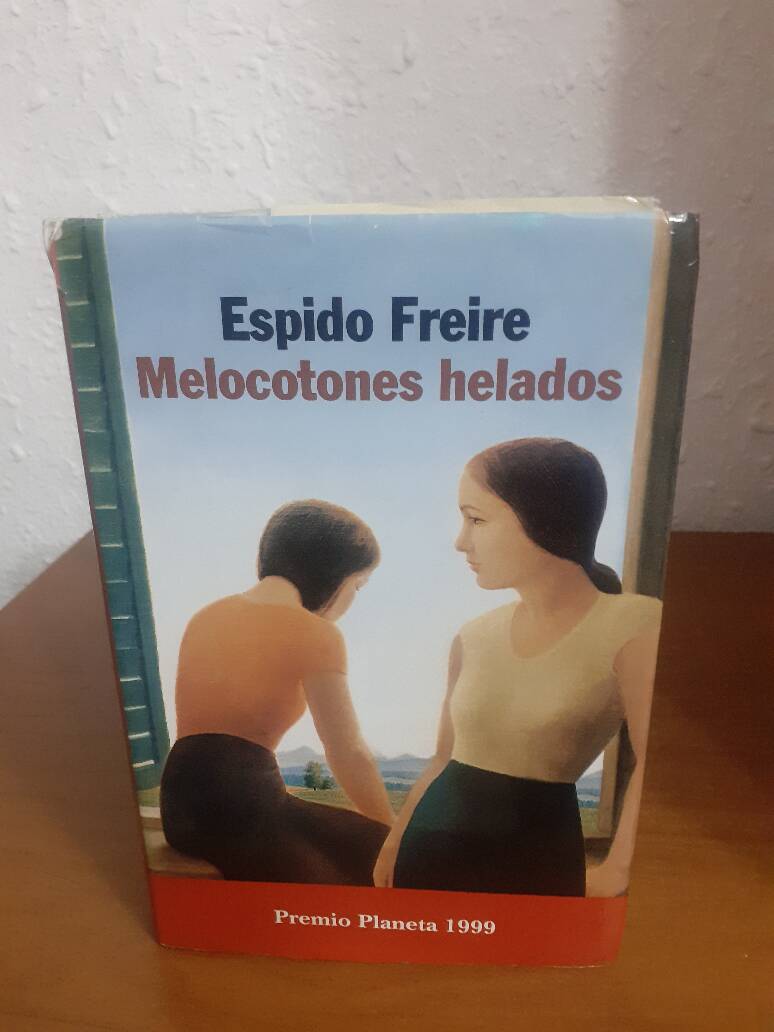 Espido Freire
Melocotones helados
Premio Planeta 1999